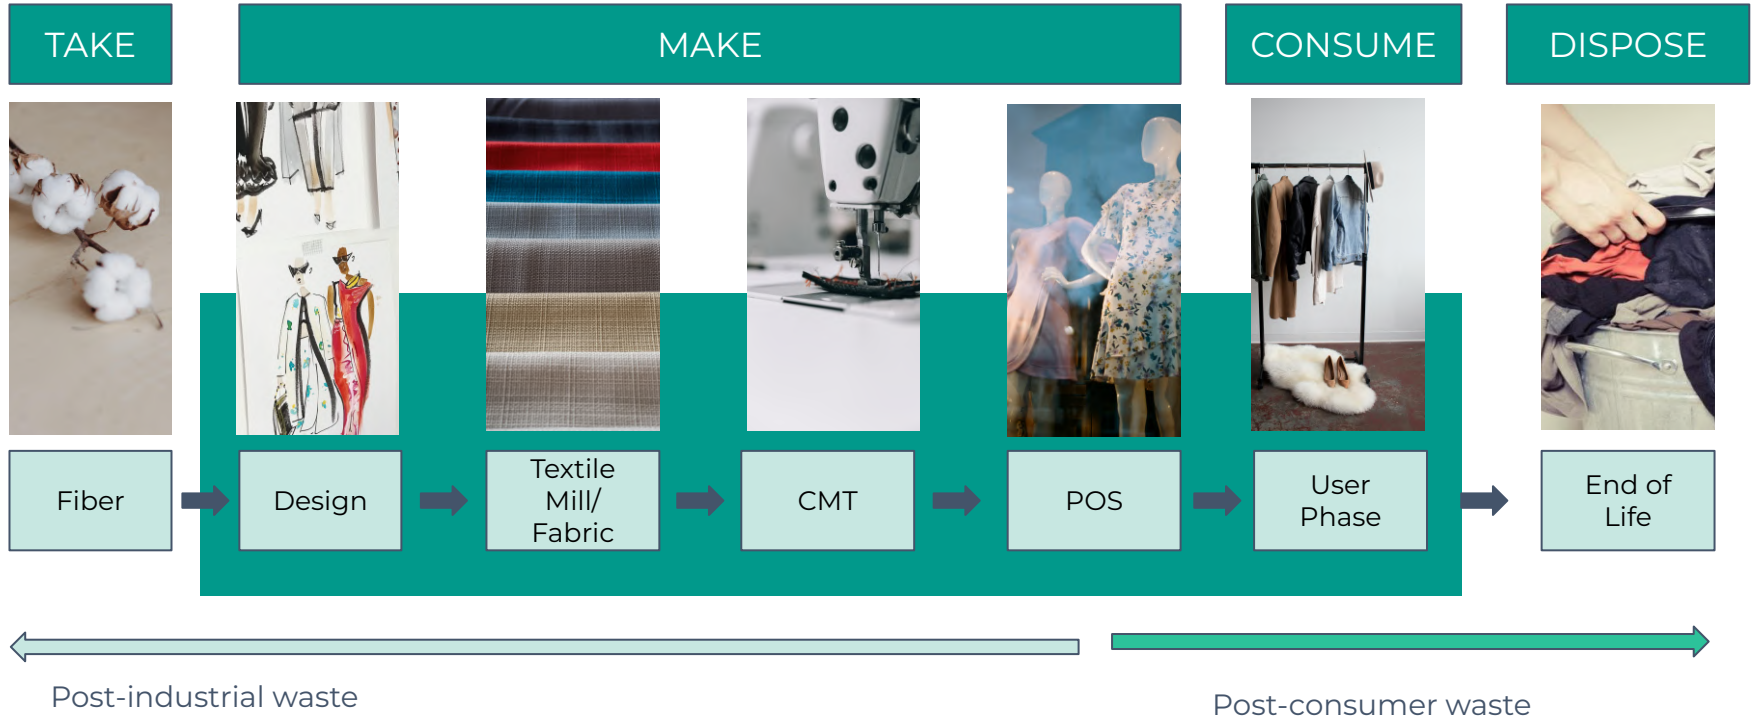 TAKE
MAKE
CONSUME
DISPOSE
Fiber
Design
Textile
Mill/
Fabric
CMT
POS
User
Phase
End of
Life
Post-industrial waste
Post-consumer waste